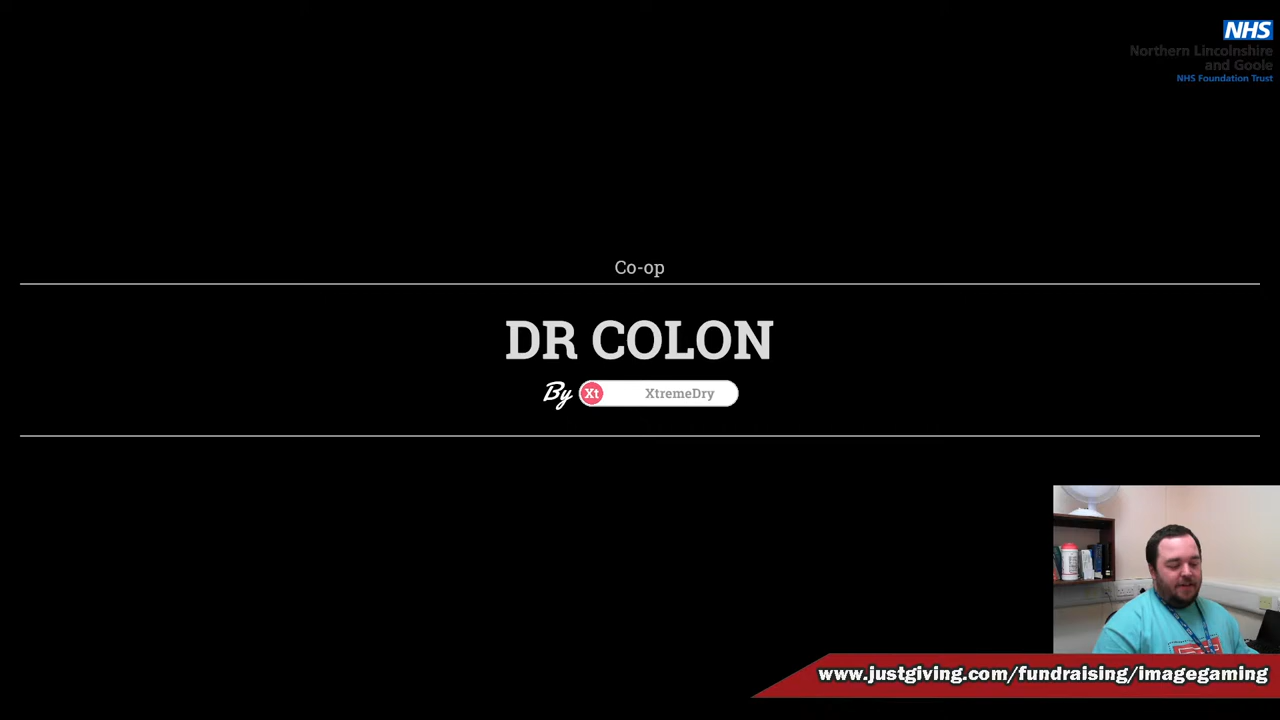 NHS
Northern Lincolnshire
and Goole
NHS Foundation Trust
Co-op
DR COLON
By Xt XtremeDry
www.justgiving.com/fundraising/imagegaming